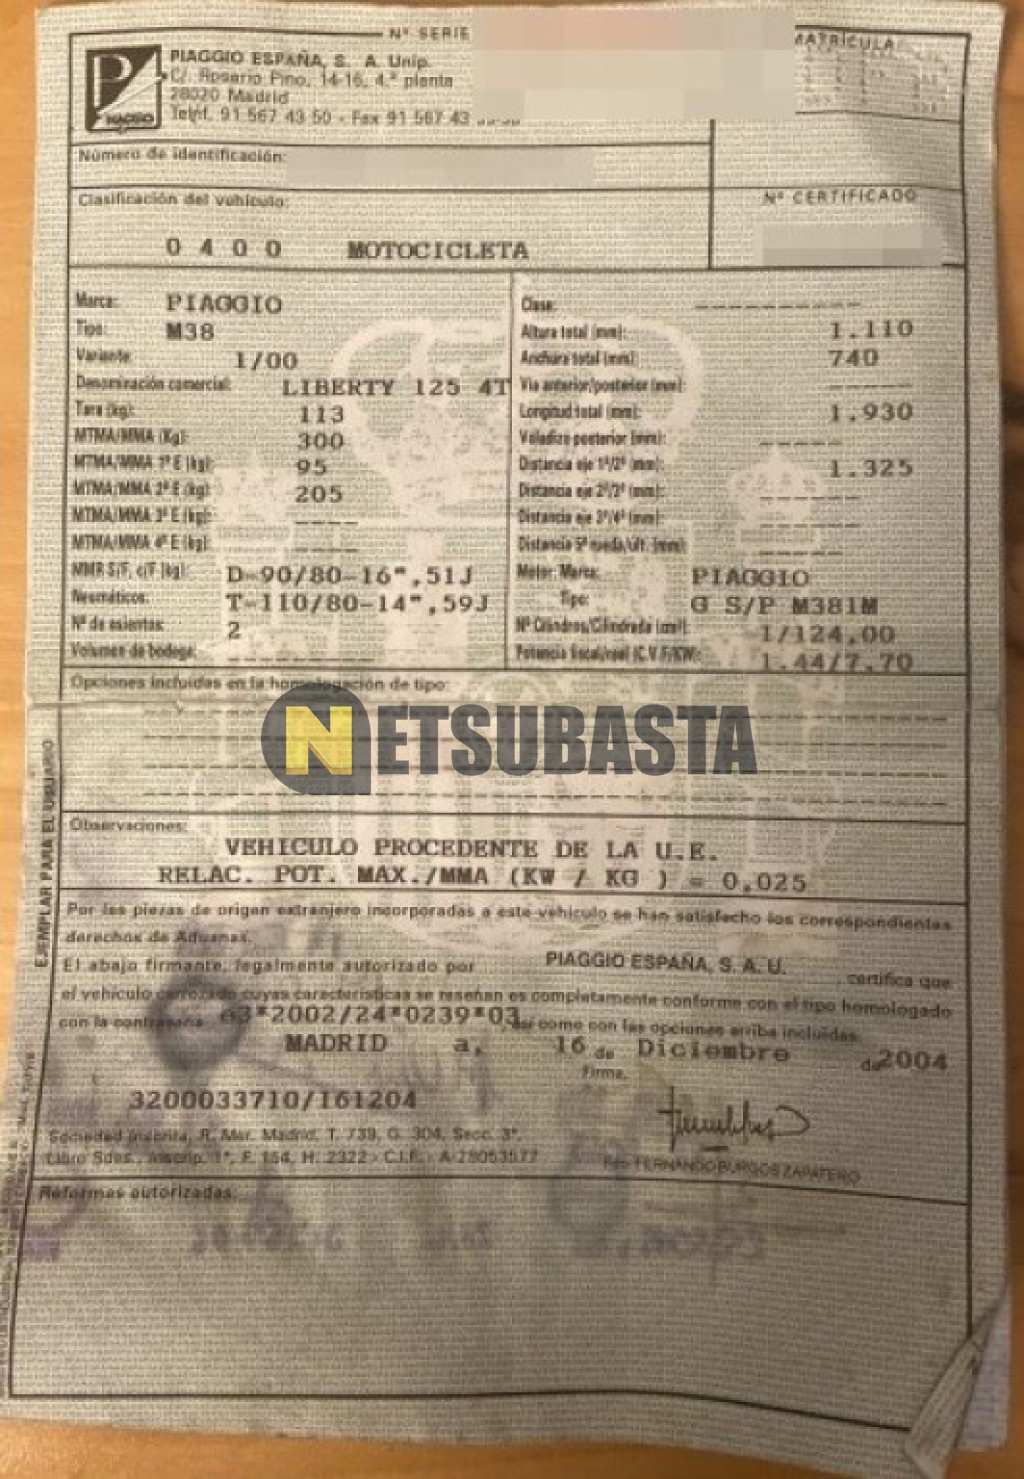 Nº SERIE
MATRÍCULA
PIAGGIO ESPAÑA, S. A. Unip.
C/. Rosario Pino, 14-16, 4.ª planta
28020 Madrid
Teléf. 91 567 43 50 - Fax 91 567 43
PIAGGIO
Número de identificación:
Nº CERTIFICADO
Clasificación del vehículo:
0 4 0 0 MOTOCICLETA
Marca: PIAGGIO
Tipo: M38
Variante: 1/00
Denominación comercial: LIBERTY 125 4T
Tara (kg): 113
MTMA/MMA (Kg): 300
MTMA/MMA 1º E (kg): 95
MTMA/MMA 2º E (kg): 205
MTMA/MMA 3º E (kg): ----
MTMA/MMA 4º E (kg): ----
MMR S/F, c/F (kg): D-90/80-16",51J
Neumáticos: T-110/80-14",59J
Nº de asientos: 2
Volumen de bodega:
Clase:
Altura total (mm): 1.110
Anchura total (mm): 740
Vía anterior/posterior (mm): -----
Longitud total (mm): 1.930
Voladizo posterior (mm): -----
Distancia eje 1º/2º (mm): 1.325
Distancia eje 2º/3º (mm):
Distancia eje 3º/4º (mm):
Distancia 5ª rueda/últ. (mm): -----
Motor: Marca: PIAGGIO
Tipo: G S/P M381M
Nº Cilindros/Cilindrada (cm³): 1/124.00
Potencia fiscal/real (C.V.F/KW): 1.44/7.70
Opciones incluidas en la homologación de tipo:
NETSUBASTA
EJEMPLAR PARA EL USUARIO
Observaciones:
VEHICULO PROCEDENTE DE LA U.E.
RELAC. POT. MAX./MMA (KW / KG ) = 0,025
Por las piezas de origen extranjero incorporadas a este vehículo se han satisfecho los correspondientes
derechos de Aduanas.
El abajo firmante, legalmente autorizado por PIAGGIO ESPAÑA, S. A. U. certifica que
el vehículo cuyas características se reseñan es completamente conforme con el tipo homologado
con la contraseña e3*2002/24*0239*03 así como con las opciones arriba incluidas.
MADRID a, 16 de Diciembre de 2004
Firma,
3200033710/161204
Sociedad Inscrita, R. Mer. Madrid, T. 739, G. 304, Secc. 3ª,
Libro Sdes., Inscrip. 1ª, F. 154, H. 2322 - C.I.F.: A-28053577
Fdo: FERNANDO BURGOS ZAPATERO
Reformas autorizadas: